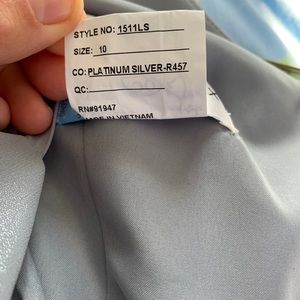 STYLE NO: 1511LS
SIZE: 10
CO: PLATINUM SILVER-R457
QC:
RN#91947
MADE IN VIETNAM